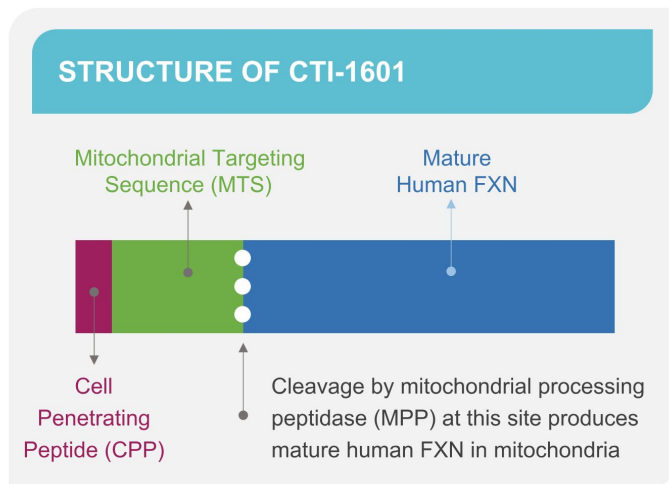 STRUCTURE OF CTI-1601
Mitochondrial Targeting
Sequence (MTS)
Mature
Human FXN
Cell
Penetrating
Peptide (CPP)
Cleavage by mitochondrial processing
peptidase (MPP) at this site produces
mature human FXN in mitochondria